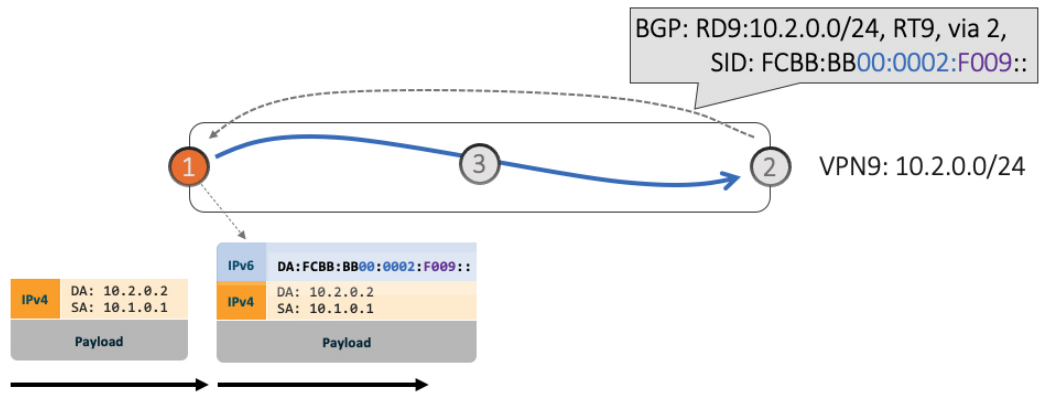 BGP: RD9:10.2.0.0/24, RT9, via 2,
SID: FCBB:BB00:0002:F009::
1
3
2
VPN9: 10.2.0.0/24
IPv6
DA:FCBB:BB00:0002:F009::
IPv4
DA: 10.2.0.2
SA: 10.1.0.1
Payload
IPv4
DA: 10.2.0.2
SA: 10.1.0.1
Payload